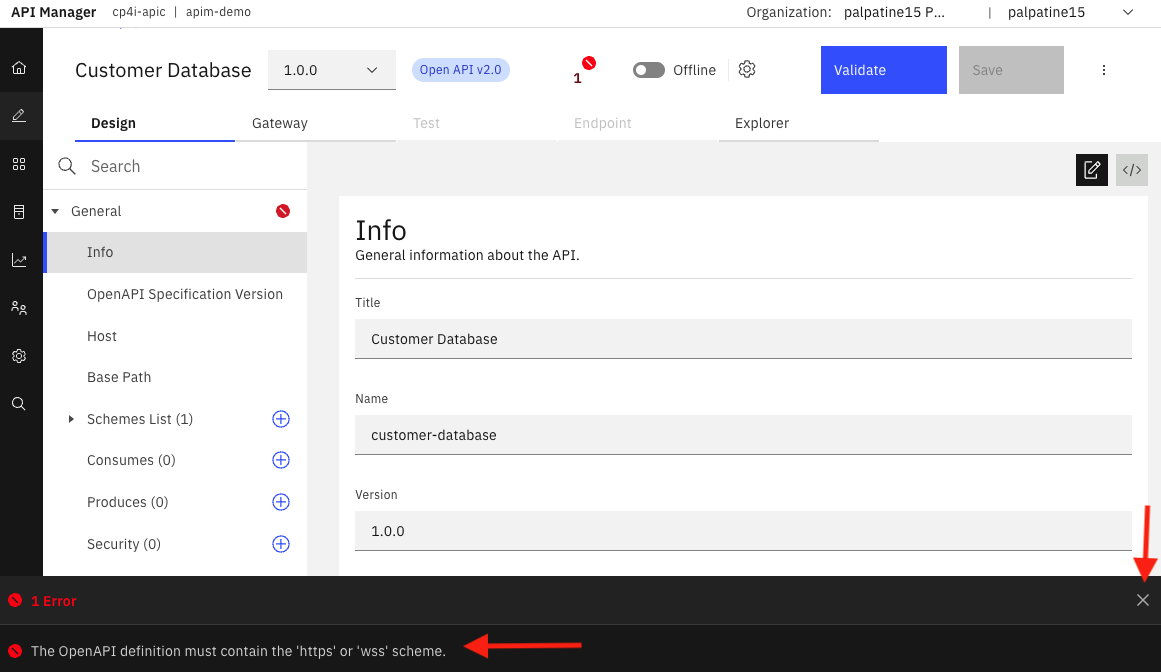 API Manager cp4i-apic | apim-demo Organization: palpatine15 P... | palpatine15
Customer Database 1.0.0 Open API v2.0 1 Offline Validate Save
Design Gateway Test Endpoint Explorer
Search
General
Info
OpenAPI Specification Version
Host
Base Path
Schemes List (1)
Consumes (0)
Produces (0)
Security (0)
</>
Info
General information about the API.
Title
Customer Database
Name
customer-database
Version
1.0.0
1 Error
The OpenAPI definition must contain the 'https' or 'wss' scheme.